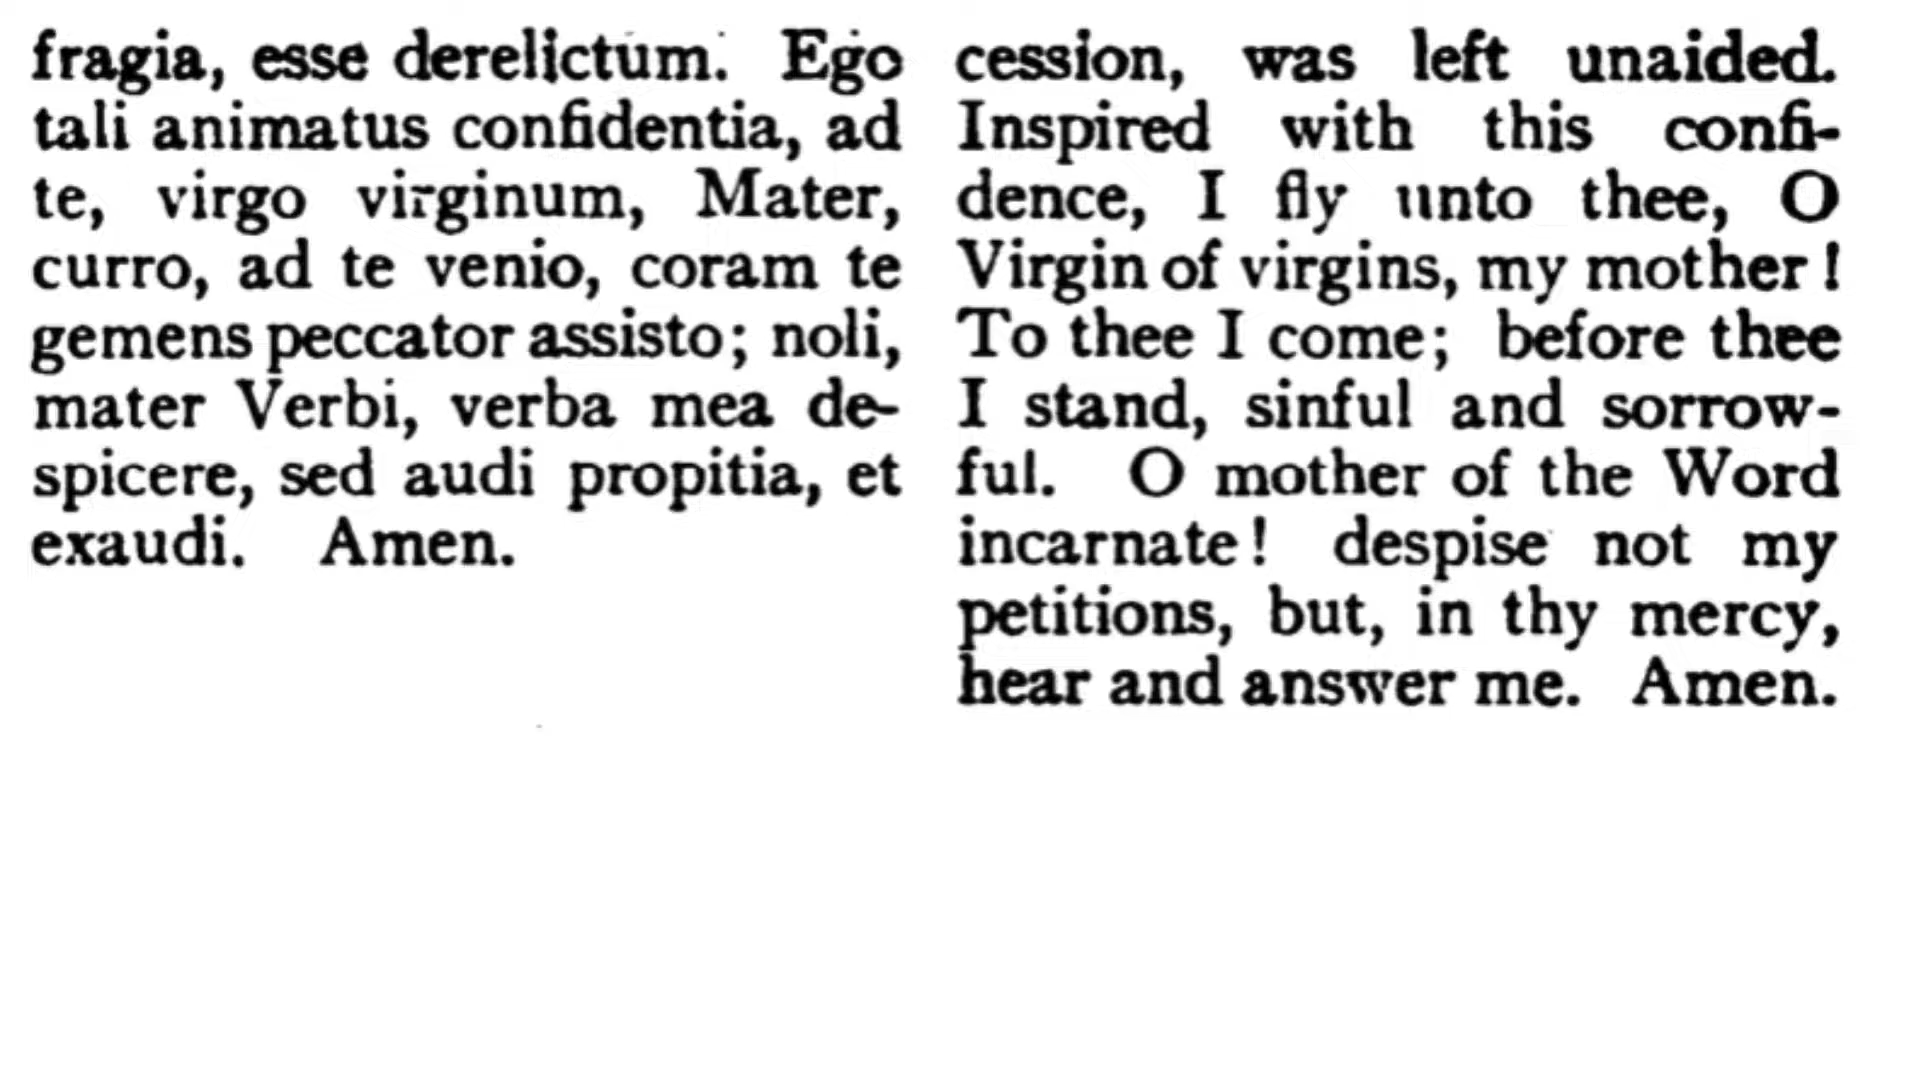 fragia, esse derelictum. Ego
tali animatus confidentia, ad
te, virgo virginum, Mater,
curro, ad te venio, coram te
gemens peccator assisto; noli,
mater Verbi, verba mea de-
spicere, sed audi propitia, et
exaudi. Amen.
cession, was left unaided.
Inspired with this confi-
dence, I fly unto thee, O
Virgin of virgins, my mother!
To thee I come; before thee
I stand, sinful and sorrow-
ful. O mother of the Word
incarnate! despise not my
petitions, but, in thy mercy,
hear and answer me. Amen.